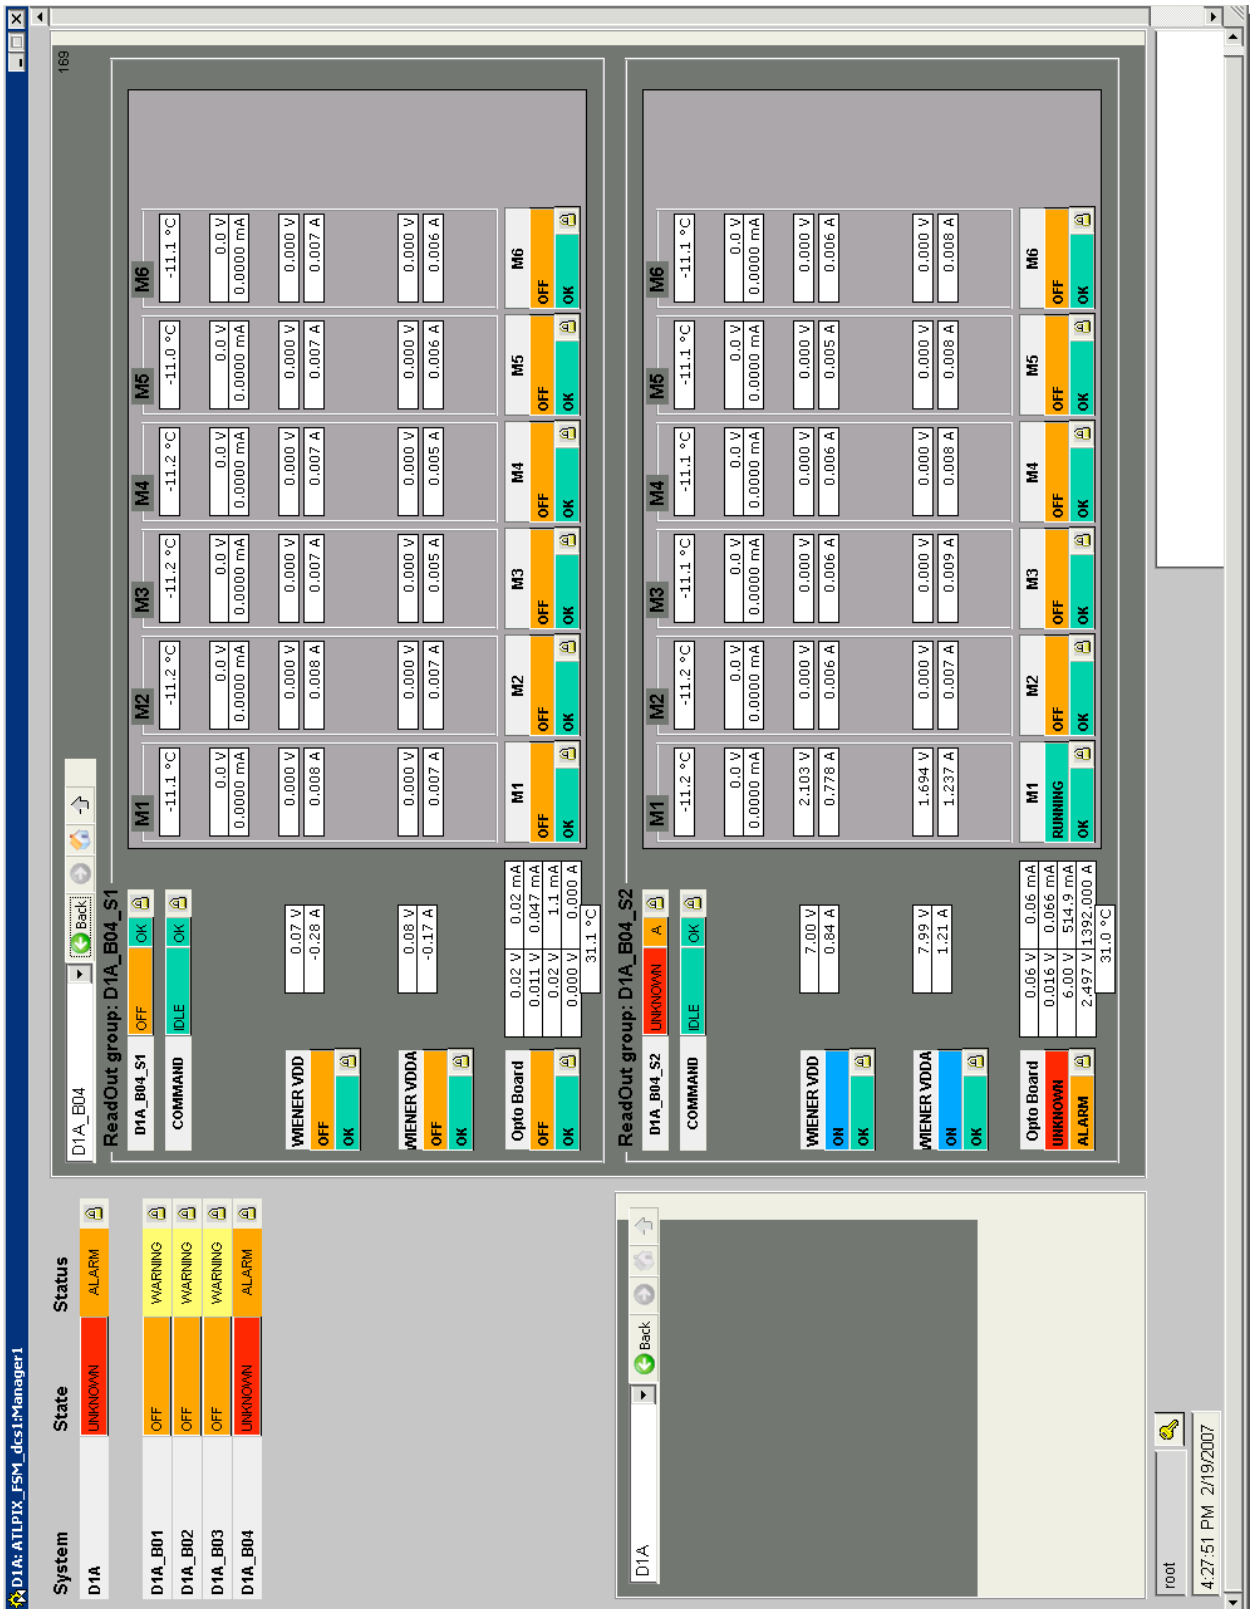 D1A: ATLPIX_FSM_dcs1:Manager1
System State Status
D1A UNKNOWN ALARM
D1A_B01 OFF WARNING
D1A_B02 OFF WARNING
D1A_B03 OFF WARNING
D1A_B04 UNKNOWN ALARM
D1A Back
D1A_B04 Back
169
ReadOut group: D1A_B04_S1
D1A_B04_S1 OFF OK
COMMAND IDLE OK
M1 M2 M3 M4 M5 M6
-11.1 °C -11.2 °C -11.2 °C -11.2 °C -11.0 °C -11.1 °C
0.0 V 0.0 V 0.0 V 0.0 V 0.0 V 0.0 V
0.0000 mA 0.0000 mA 0.0000 mA 0.0000 mA 0.0000 mA 0.0000 mA
WIENER VDD 0.07 V 0.000 V 0.000 V 0.000 V 0.000 V 0.000 V 0.000 V
OFF -0.28 A 0.008 A 0.008 A 0.007 A 0.007 A 0.007 A 0.007 A
OK
WIENER VDDA 0.08 V 0.000 V 0.000 V 0.000 V 0.000 V 0.000 V 0.000 V
OFF -0.17 A 0.007 A 0.007 A 0.005 A 0.005 A 0.006 A 0.006 A
OK
Opto Board 0.02 V 0.02 mA M1 M2 M3 M4 M5 M6
OFF 0.011 V 0.047 mA OFF OFF OFF OFF OFF OFF
OK 0.02 V 1.1 mA OK OK OK OK OK OK
0.000 V 0.000 A
31.1 °C
ReadOut group: D1A_B04_S2
D1A_B04_S2 UNKNOWN A
COMMAND IDLE OK
M1 M2 M3 M4 M5 M6
-11.2 °C -11.1 °C -11.1 °C -11.1 °C -11.1 °C -11.1 °C
0.0 V 0.0 V 0.0 V 0.0 V 0.0 V 0.0 V
0.0000 mA 0.0000 mA 0.0000 mA 0.0000 mA 0.0000 mA 0.0000 mA
WIENER VDD 7.00 V 2.103 V 0.000 V 0.000 V 0.000 V 0.000 V 0.000 V
ON 0.84 A 0.778 A 0.006 A 0.006 A 0.006 A 0.005 A 0.006 A
OK
WIENER VDDA 7.99 V 1.694 V 0.000 V 0.000 V 0.000 V 0.000 V 0.000 V
ON 1.21 A 1.237 A 0.007 A 0.009 A 0.008 A 0.008 A 0.008 A
OK
Opto Board 0.06 V 0.06 mA M1 M2 M3 M4 M5 M6
UNKNOWN 0.016 V 0.066 mA RUNNING OFF OFF OFF OFF OFF
ALARM 6.00 V 514.9 mA OK OK OK OK OK OK
2.497 V 1392.000 A
31.0 °C
root
4:27:51 PM 2/19/2007